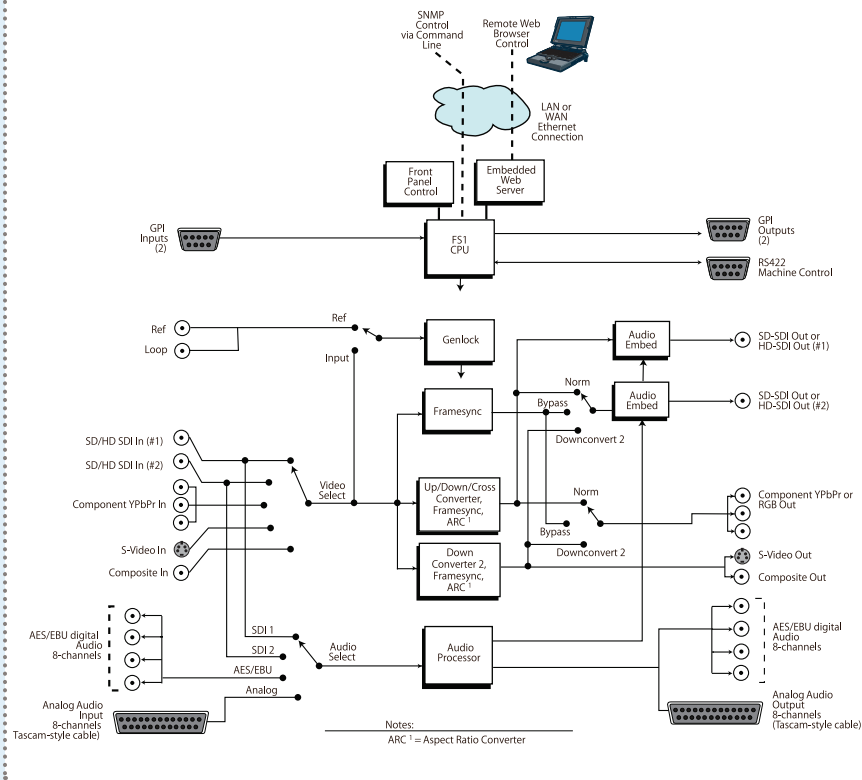 SNMP
Control
via Command
Line
Remote Web
Browser
Control
LAN or
WAN
Ethernet
Connection
Front
Panel
Control
Embedded
Web
Server
GPI
Inputs
(2)
FS1
CPU
GPI
Outputs
(2)
RS422
Machine Control
Ref
Loop
Ref
Input
Genlock
Audio
Embed
SD-SDI Out or
HD-SDI Out (#1)
Framesync
Bypass
Norm
Downconvert 2
Audio
Embed
SD-SDI Out or
HD-SDI Out (#2)
SD/HD SDI In (#1)
SD/HD SDI In (#2)
Component YPbPr In
S-Video In
Composite In
Video
Select
Up/Down/Cross
Converter,
Framesync,
ARC 1
Norm
Bypass
Downconvert 2
Component YPbPr or
RGB Out
Down
Converter 2,
Framesync,
ARC 1
S-Video Out
Composite Out
AES/EBU digital
Audio
8-channels
SDI 1
SDI 2
AES/EBU
Analog
Audio
Select
Audio
Processor
AES/EBU digital
Audio
8-channels
Analog Audio
Input
8-channels
Tascam-style cable)
Analog Audio
Output
8-channels
(Tascam-style cable)
Notes:
ARC 1 = Aspect Ratio Converter